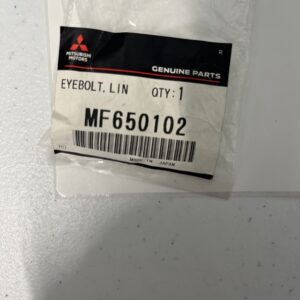 MITSUBISHI
MOTORS
GENUINE PARTS
EYEBOLT, LIN QTY:1
MF650102
MADE IN JAPAN